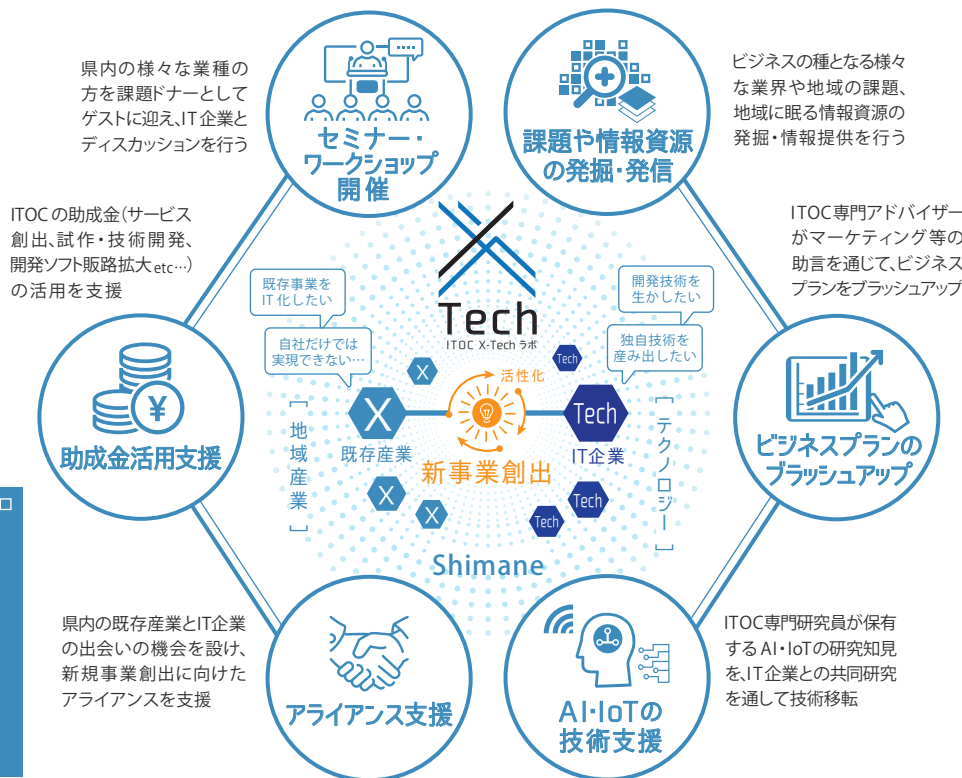 県内の様々な業種の
方を課題ドナーとして
ゲストに迎え、IT企業と
ディスカッションを行う
セミナー・
ワークショップ
開催
課題や情報資源
の発掘・発信
ビジネスの種となる様々
な業界や地域の課題、
地域に眠る情報資源の
発掘・情報提供を行う
ITOCの助成金(サービス
創出、試作・技術開発、
開発ソフト販路拡大etc…)
の活用を支援
ITOC専門アドバイザー
がマーケティング等の
助言を通じて、ビジネス
プランをブラッシュアップ
Tech
ITOC X-Tech ラボ
既存事業を
IT化したい
自社だけでは
実現できない…
開発技術を
生かしたい
独自技術を
産み出したい
¥
助成金活用支援
[地域産業]
X
X
既存産業
X
X
活性化
新事業創出
Tech
Tech
IT企業
Tech
Tech
[テクノロジー]
Shimane
ビジネスプランの
ブラッシュアップ
県内の既存産業とIT企業
の出会いの機会を設け、
新規事業創出に向けた
アライアンスを支援
アライアンス支援
AI・IoTの
技術支援
ITOC専門研究員が保有
するAI・IoTの研究知見
を、IT企業との共同研究
を通して技術移転